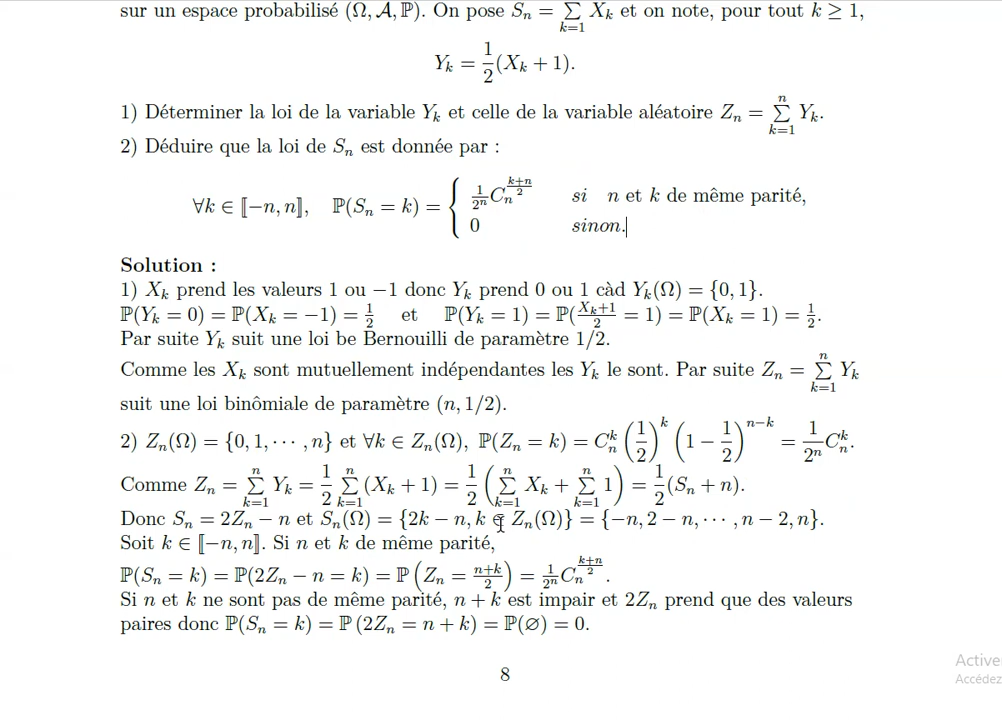 sur un espace probabilisé (Ω, 𝒜, ℙ). On pose Sₙ = ∑_{k=1} Xₖ et on note, pour tout k ≥ 1,
Yₖ = 1/2 (Xₖ + 1).
1) Déterminer la loi de la variable Yₖ et celle de la variable aléatoire Zₙ = ∑_{k=1}^{n} Yₖ.
2) Déduire que la loi de Sₙ est donnée par :
∀k ∈ ⟦−n, n⟧, ℙ(Sₙ = k) = { 1/2ⁿ Cₙ^{(k+n)/2} si n et k de même parité,
0 sinon.
Solution :
1) Xₖ prend les valeurs 1 ou −1 donc Yₖ prend 0 ou 1 càd Yₖ(Ω) = {0, 1}.
ℙ(Yₖ = 0) = ℙ(Xₖ = −1) = 1/2 et ℙ(Yₖ = 1) = ℙ((Xₖ+1)/2 = 1) = ℙ(Xₖ = 1) = 1/2.
Par suite Yₖ suit une loi be Bernouilli de paramètre 1/2.
Comme les Xₖ sont mutuellement indépendantes les Yₖ le sont. Par suite Zₙ = ∑_{k=1}^{n} Yₖ
suit une loi binômiale de paramètre (n, 1/2).
2) Zₙ(Ω) = {0, 1, ⋯ , n} et ∀k ∈ Zₙ(Ω), ℙ(Zₙ = k) = Cₙᵏ (1/2)^k (1 − 1/2)^{n−k} = 1/2ⁿ Cₙᵏ.
Comme Zₙ = ∑_{k=1}^{n} Yₖ = 1/2 ∑_{k=1}^{n} (Xₖ + 1) = 1/2 (∑_{k=1}^{n} Xₖ + ∑_{k=1}^{n} 1) = 1/2 (Sₙ + n).
Donc Sₙ = 2Zₙ − n et Sₙ(Ω) = {2k − n, k ∈ Zₙ(Ω)} = {−n, 2 − n, ⋯ , n − 2, n}.
Soit k ∈ ⟦−n, n⟧. Si n et k de même parité,
ℙ(Sₙ = k) = ℙ(2Zₙ − n = k) = ℙ (Zₙ = (n+k)/2) = 1/2ⁿ Cₙ^{(k+n)/2}.
Si n et k ne sont pas de même parité, n + k est impair et 2Zₙ prend que des valeurs
paires donc ℙ(Sₙ = k) = ℙ (2Zₙ = n + k) = ℙ(∅) = 0.
8
Active
Accédez